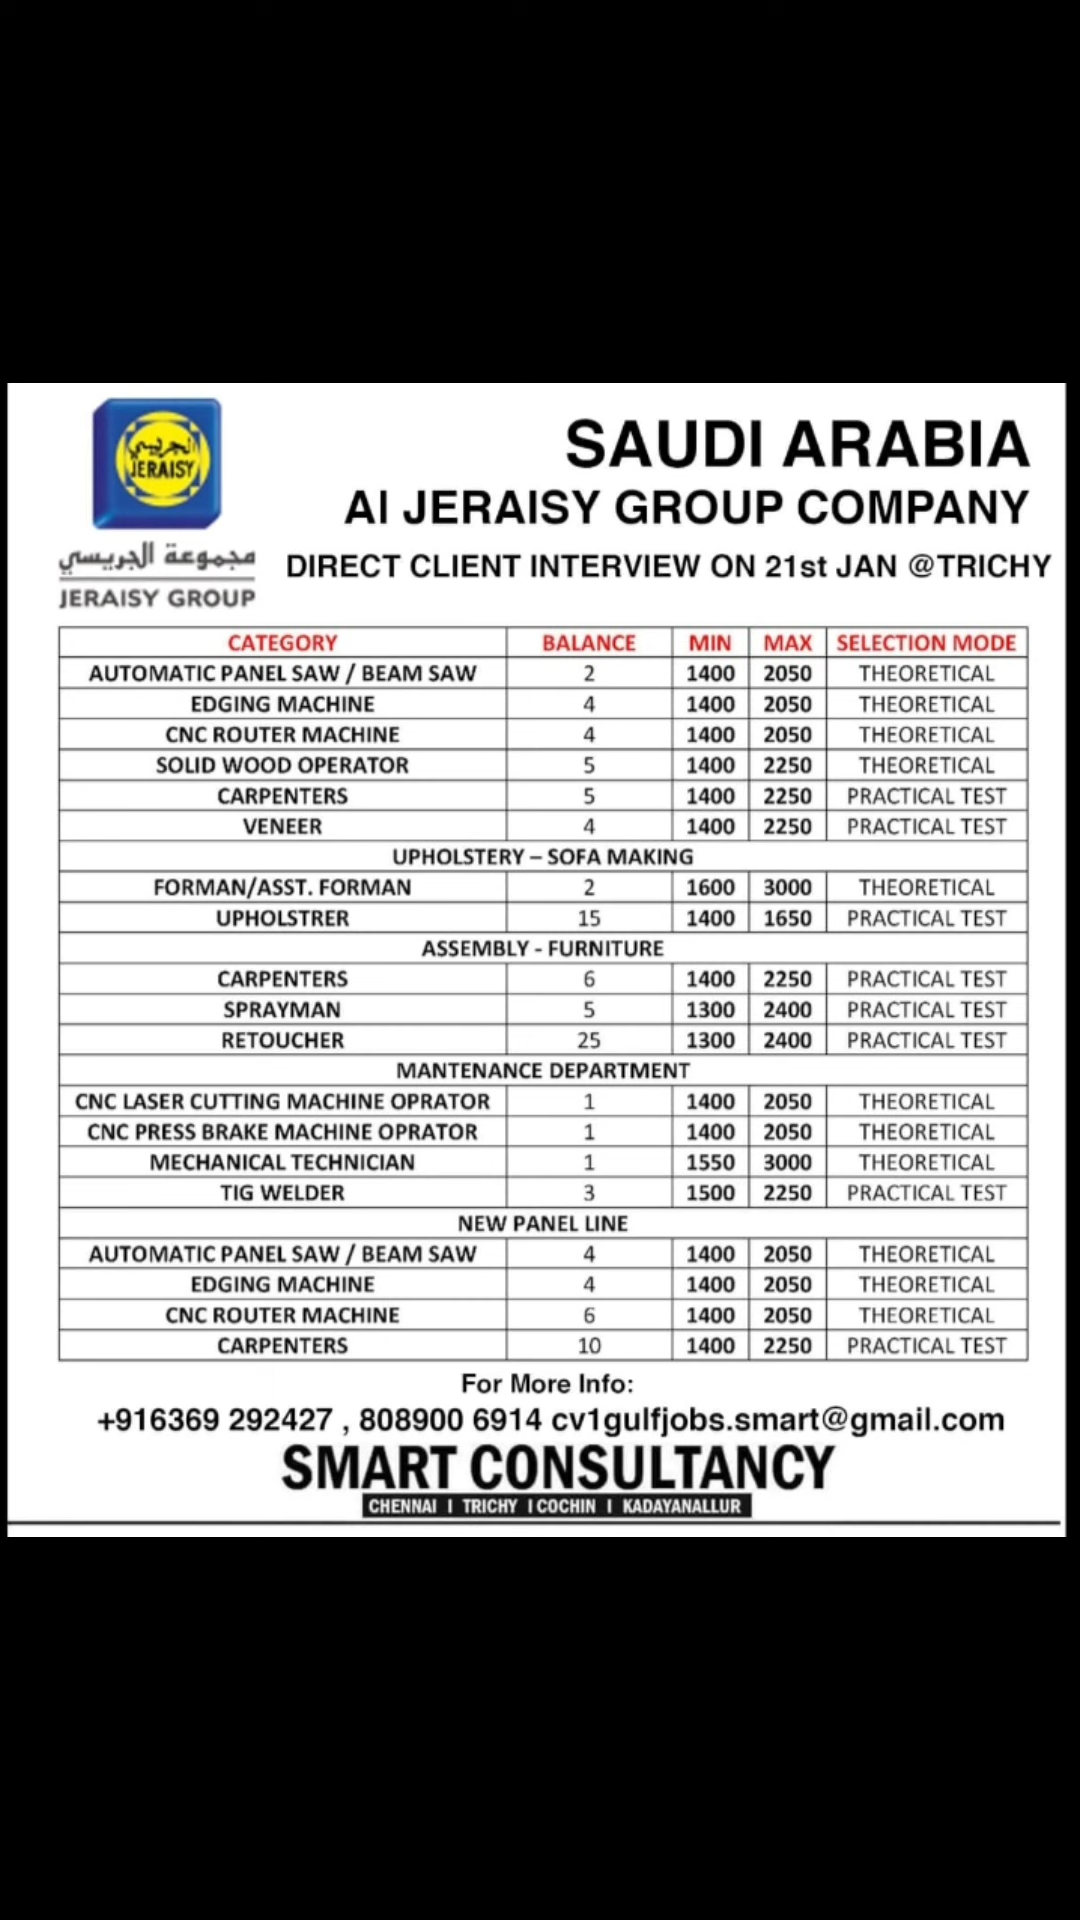 الجريسي
JERAISY
مجموعة الجريسي
JERAISY GROUP
SAUDI ARABIA
Al JERAISY GROUP COMPANY
DIRECT CLIENT INTERVIEW ON 21st JAN @TRICHY
CATEGORY BALANCE MIN MAX SELECTION MODE
AUTOMATIC PANEL SAW / BEAM SAW 2 1400 2050 THEORETICAL
EDGING MACHINE 4 1400 2050 THEORETICAL
CNC ROUTER MACHINE 4 1400 2050 THEORETICAL
SOLID WOOD OPERATOR 5 1400 2250 THEORETICAL
CARPENTERS 5 1400 2250 PRACTICAL TEST
VENEER 4 1400 2250 PRACTICAL TEST
UPHOLSTERY – SOFA MAKING
FORMAN/ASST. FORMAN 2 1600 3000 THEORETICAL
UPHOLSTRER 15 1400 1650 PRACTICAL TEST
ASSEMBLY - FURNITURE
CARPENTERS 6 1400 2250 PRACTICAL TEST
SPRAYMAN 5 1300 2400 PRACTICAL TEST
RETOUCHER 25 1300 2400 PRACTICAL TEST
MANTENANCE DEPARTMENT
CNC LASER CUTTING MACHINE OPRATOR 1 1400 2050 THEORETICAL
CNC PRESS BRAKE MACHINE OPRATOR 1 1400 2050 THEORETICAL
MECHANICAL TECHNICIAN 1 1550 3000 THEORETICAL
TIG WELDER 3 1500 2250 PRACTICAL TEST
NEW PANEL LINE
AUTOMATIC PANEL SAW / BEAM SAW 4 1400 2050 THEORETICAL
EDGING MACHINE 4 1400 2050 THEORETICAL
CNC ROUTER MACHINE 6 1400 2050 THEORETICAL
CARPENTERS 10 1400 2250 PRACTICAL TEST
For More Info:
+916369 292427 , 808900 6914 cv1gulfjobs.smart@gmail.com
SMART CONSULTANCY
CHENNAI I TRICHY I COCHIN I KADAYANALLUR